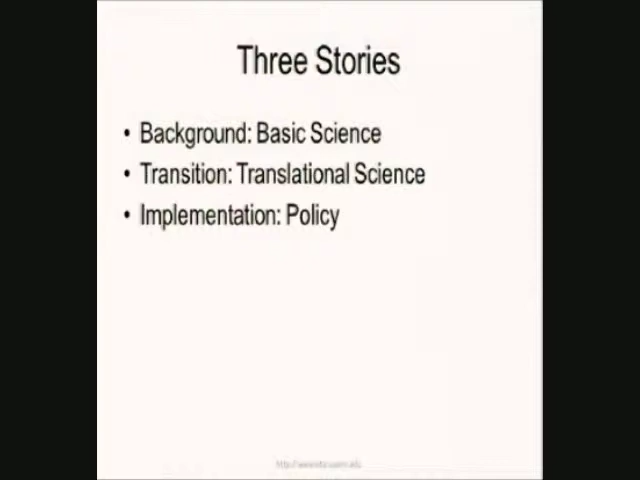 Three Stories
• Background: Basic Science
• Transition: Translational Science
• Implementation: Policy